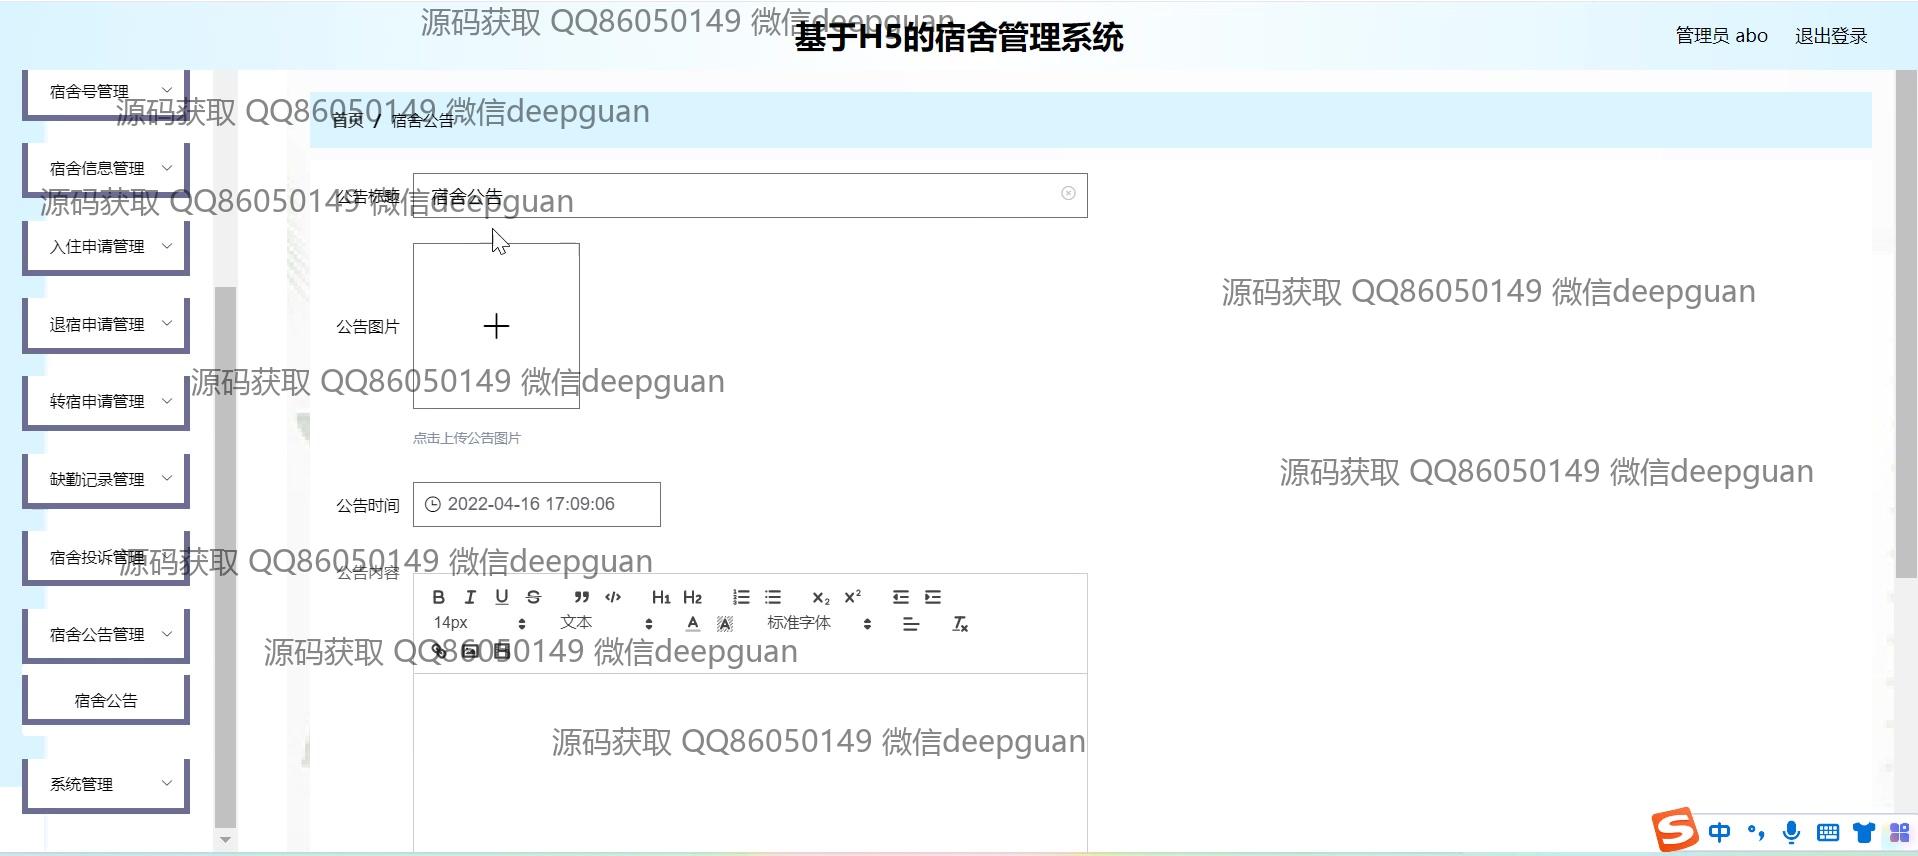 源码获取 QQ86050149 微信deepguan
基于H5的宿舍管理系统
管理员 abo
退出登录
宿舍号管理
源码获取 QQ86050149 微信deepguan
首页 / 宿舍公告
宿舍信息管理
公告标题
宿舍公告
源码获取 QQ86050149 微信deepguan
入住申请管理
源码获取 QQ86050149 微信deepguan
退宿申请管理
公告图片
源码获取 QQ86050149 微信deepguan
转宿申请管理
点击上传公告图片
源码获取 QQ86050149 微信deepguan
缺勤记录管理
公告时间
2022-04-16 17:09:06
宿舍投诉管理
源码获取 QQ86050149 微信deepguan
公告内容
B I U S H1 H2 X2 X2
14px 文本 A A 标准字体 Tx
宿舍公告管理
源码获取 QQ86050149 微信deepguan
宿舍公告
源码获取 QQ86050149 微信deepguan
系统管理
S 中